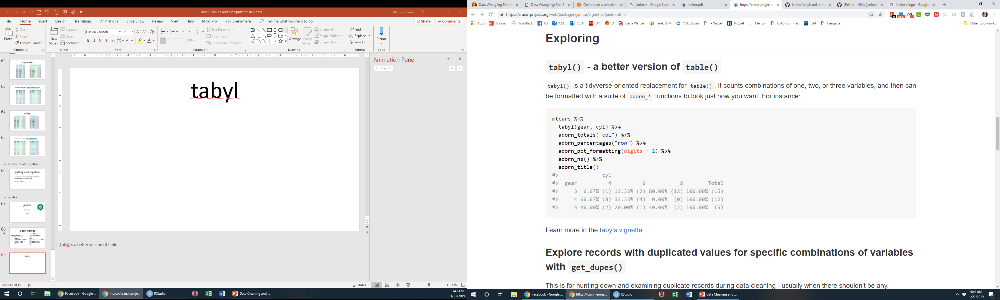 AutoSave Off
Data Cleaning and Manipulation in R.pptx
Wanzer, Dana
File Home Insert Design Transitions Animations Slide Show Review View Help Nitro Pro Poll Everywhere Tell me what you want to do
Share Comments
Paste
Cut
Copy
Format Painter
Clipboard
New Slide
Layout
Reset
Section
Slides
Lucida Console 12
Font
Text Direction
Align Text
Convert to SmartArt
Paragraph
Arrange
Quick Styles
Shape Fill
Shape Outline
Shape Effects
Drawing
Find
Replace
Select
Editing
Dictate
Voice
62
separate
63
64
unite
65
Putting it all together
66
putting it all together
janitor
67
janitor
68
clean_names
69
tabyl
tabyl
Tabyl is a better version of table
Animation Pane
Play All
Slide 69 of 69
Notes
82%
Facebook - Google ...
https://cran.r-proje...
RStudio
Data Cleaning and ...
9:49 AM
1/21/2019
Data Wrangling Part 4:
Data Wrangling: Part 2
Operate on a selection
janitor r - Google Sear
janitor.pdf
https://cran.r-project.o
janitor/tabyls.md at ma
GitHub - sfirke/janitor:
janitor r logo - Google
https://cran.r-project.org/web/packages/janitor/vignettes/janitor.html
Apps Todoist HourStack FB CGU CSUF WF D Dana Wanzer Tarek GTM CGU Zoom +Nuzzel Nuzzel Mentor UWStout Hired 394 Cengage Other bookmarks
Exploring
tabyl() - a better version of table()
tabyl() is a tidyverse-oriented replacement for table(). It counts combinations of one, two, or three variables, and then can
be formatted with a suite of adorn_* functions to look just how you want. For instance:
mtcars %>%
tabyl(gear, cyl) %>%
adorn_totals("col") %>%
adorn_percentages("row") %>%
adorn_pct_formatting(digits = 2) %>%
adorn_ns() %>%
adorn_title()
#> cyl
#> gear 4 6 8 Total
#> 3 6.67% (1) 13.33% (2) 80.00% (12) 100.00% (15)
#> 4 66.67% (8) 33.33% (4) 0.00% (0) 100.00% (12)
#> 5 40.00% (2) 20.00% (1) 40.00% (2) 100.00% (5)
Learn more in the tabyls vignette.
Explore records with duplicated values for specific combinations of variables
with get_dupes()
This is for hunting down and examining duplicate records during data cleaning - usually when there shouldn't be any.
Facebook - Google ...
https://cran.r-proje...
RStudio
Data Cleaning and ...
9:49 AM
1/21/2019